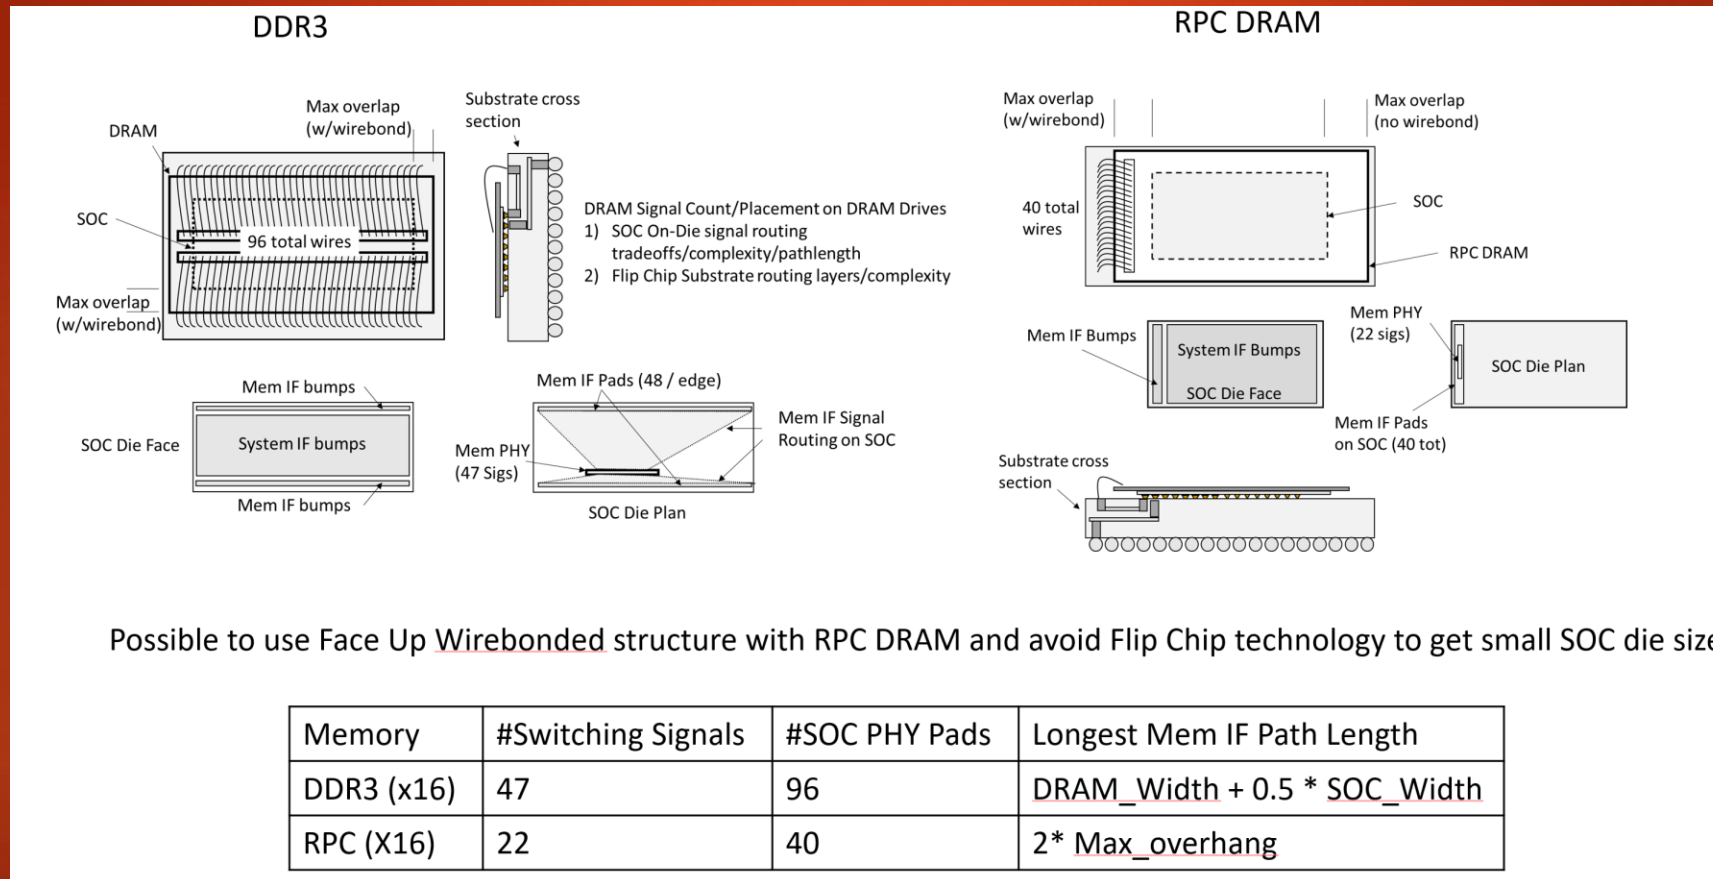 DDR3
RPC DRAM
Max overlap
(w/wirebond)
DRAM
SOC
96 total wires
Max overlap
(w/wirebond)
Substrate cross
section
DRAM Signal Count/Placement on DRAM Drives
1) SOC On-Die signal routing
tradeoffs/complexity/pathlength
2) Flip Chip Substrate routing layers/complexity
Mem IF bumps
SOC Die Face
System IF bumps
Mem IF bumps
Mem IF Pads (48 / edge)
Mem IF Signal
Routing on SOC
Mem PHY
(47 Sigs)
SOC Die Plan
Max overlap
(w/wirebond)
Max overlap
(no wirebond)
40 total
wires
SOC
RPC DRAM
Mem IF Bumps
System IF Bumps
SOC Die Face
Mem PHY
(22 sigs)
SOC Die Plan
Mem IF Pads
on SOC (40 tot)
Substrate cross
section
Possible to use Face Up Wirebonded structure with RPC DRAM and avoid Flip Chip technology to get small SOC die size
Memory #Switching Signals #SOC PHY Pads Longest Mem IF Path Length
DDR3 (x16) 47 96 DRAM_Width + 0.5 * SOC_Width
RPC (X16) 22 40 2* Max_overhang